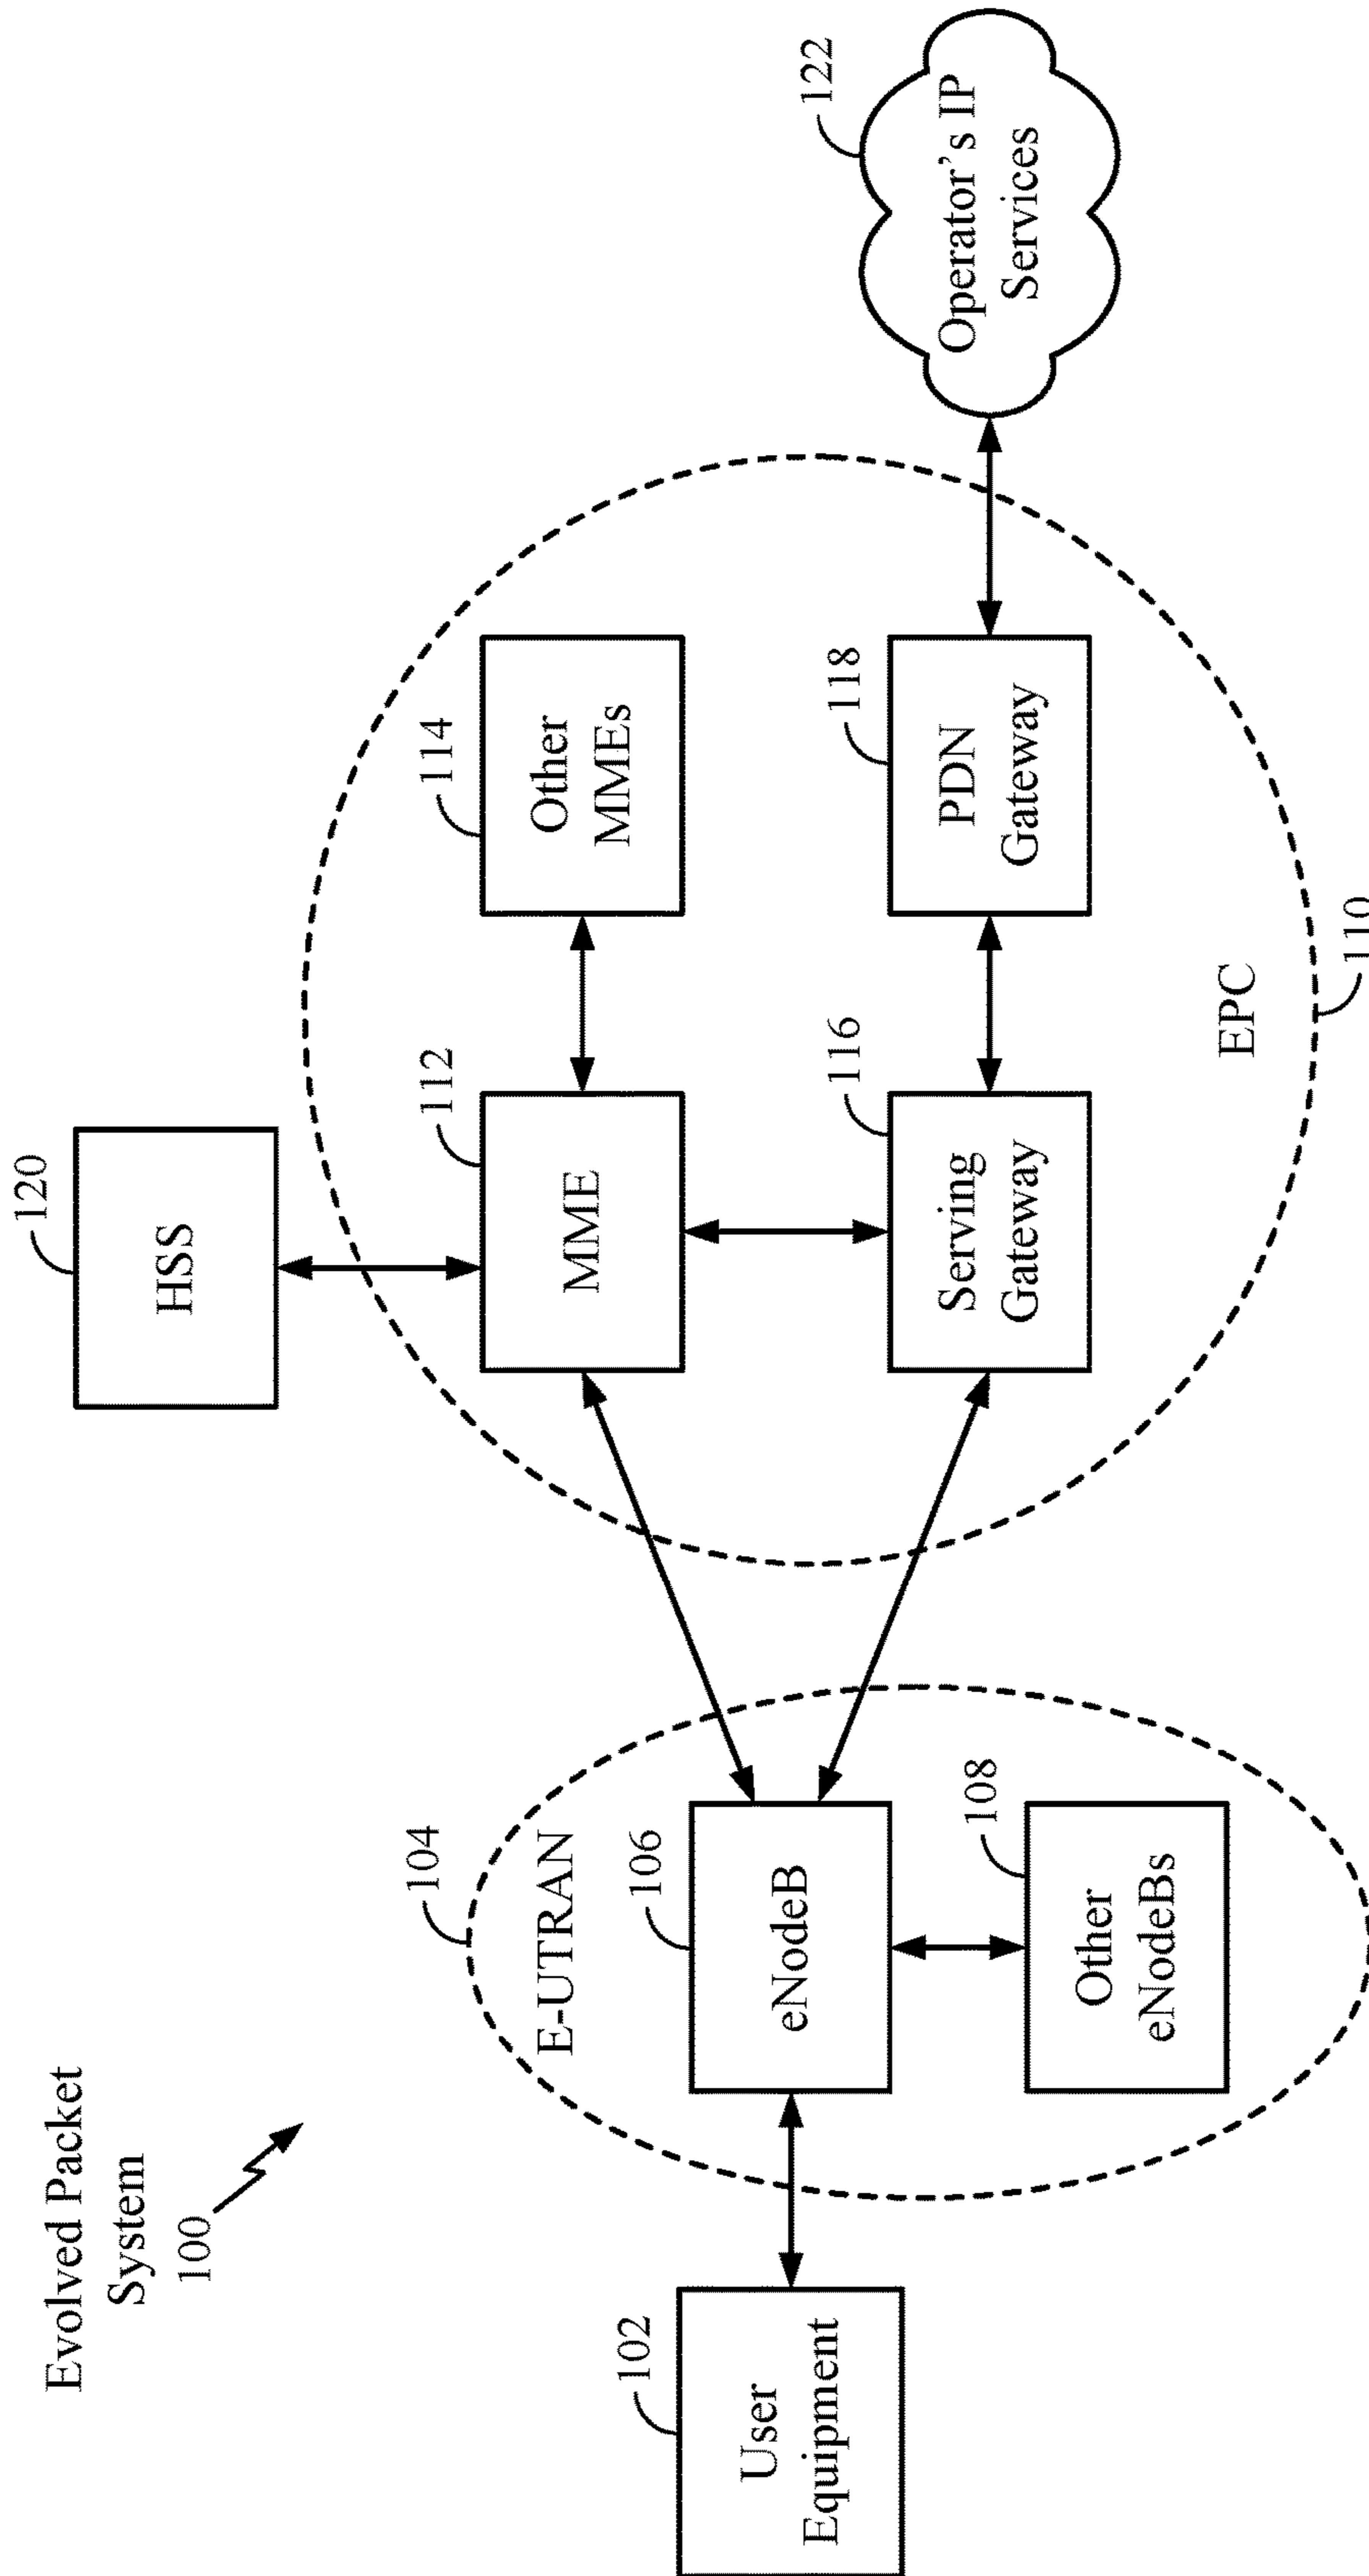 Evolved Packet
System
100
102
User
Equipment
104
E-UTRAN
106
eNodeB
108
Other
eNodeBs
120
HSS
112
MME
114
Other
MMEs
116
Serving
Gateway
118
PDN
Gateway
EPC
110
122
Operator's IP
Services